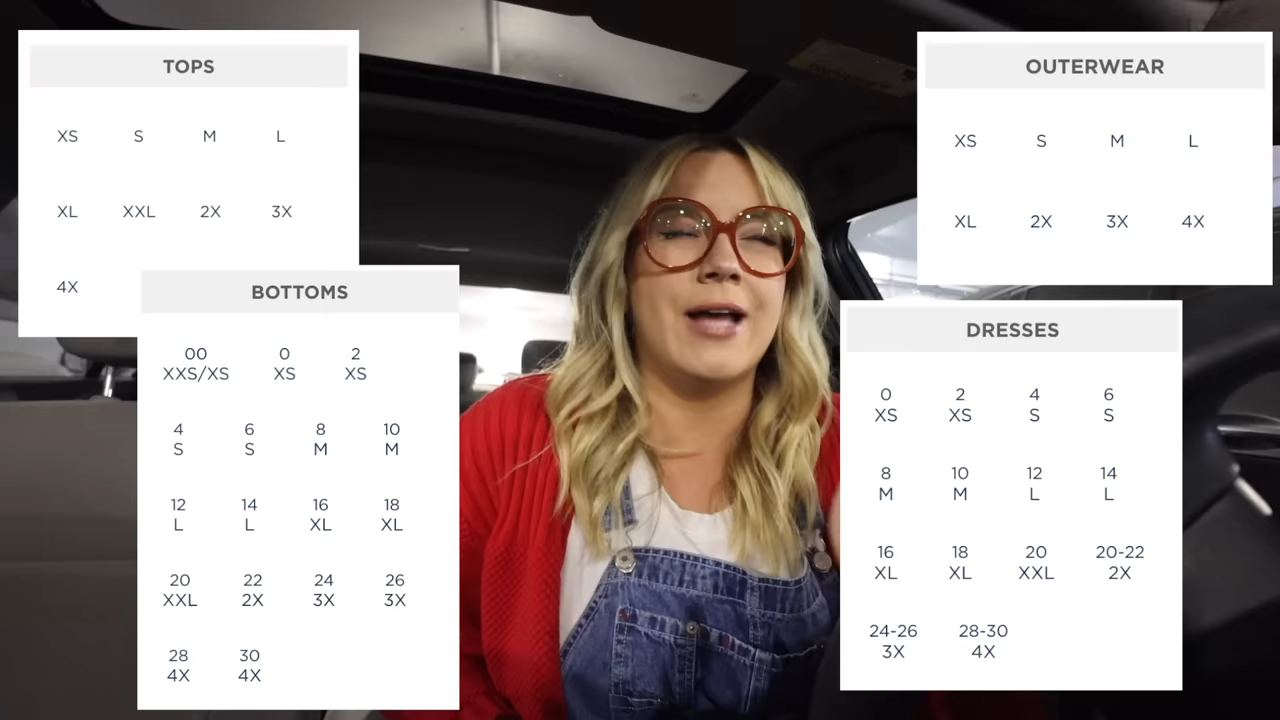 TOPS
XS S M L
XL XXL 2X 3X
4X
BOTTOMS
00 0 2
XXS/XS XS XS
4 6 8 10
S S M M
12 14 16 18
L L XL XL
20 22 24 26
XXL 2X 3X 3X
28 30
4X 4X
OUTERWEAR
XS S M L
XL 2X 3X 4X
DRESSES
0 2 4 6
XS XS S S
8 10 12 14
M M L L
16 18 20 20-22
XL XL XXL 2X
24-26 28-30
3X 4X